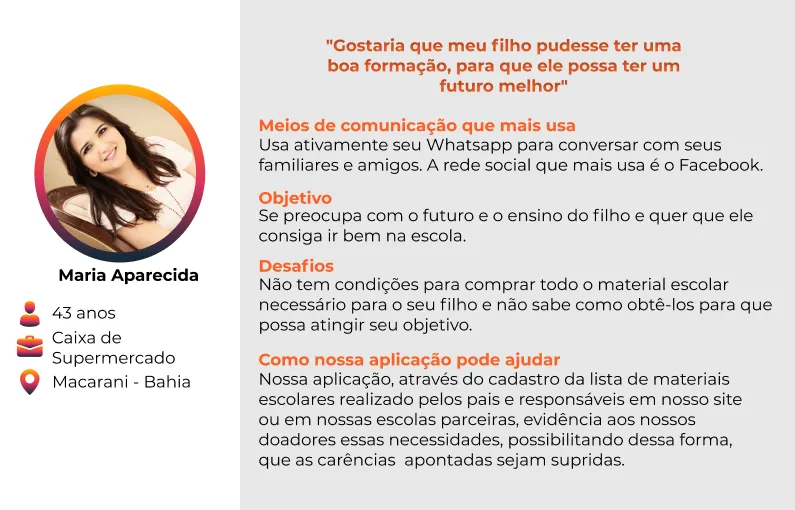 Maria Aparecida
43 anos
Caixa de
Supermercado
Macarani - Bahia
"Gostaria que meu filho pudesse ter uma
boa formação, para que ele possa ter um
futuro melhor"
Meios de comunicação que mais usa
Usa ativamente seu Whatsapp para conversar com seus
familiares e amigos. A rede social que mais usa é o Facebook.
Objetivo
Se preocupa com o futuro e o ensino do filho e quer que ele
consiga ir bem na escola.
Desafios
Não tem condições para comprar todo o material escolar
necessário para o seu filho e não sabe como obtê-los para que
possa atingir seu objetivo.
Como nossa aplicação pode ajudar
Nossa aplicação, através do cadastro da lista de materiais
escolares realizado pelos pais e responsáveis em nosso site
ou em nossas escolas parceiras, evidência aos nossos
doadores essas necessidades, possibilitando dessa forma,
que as carências  apontadas sejam supridas.